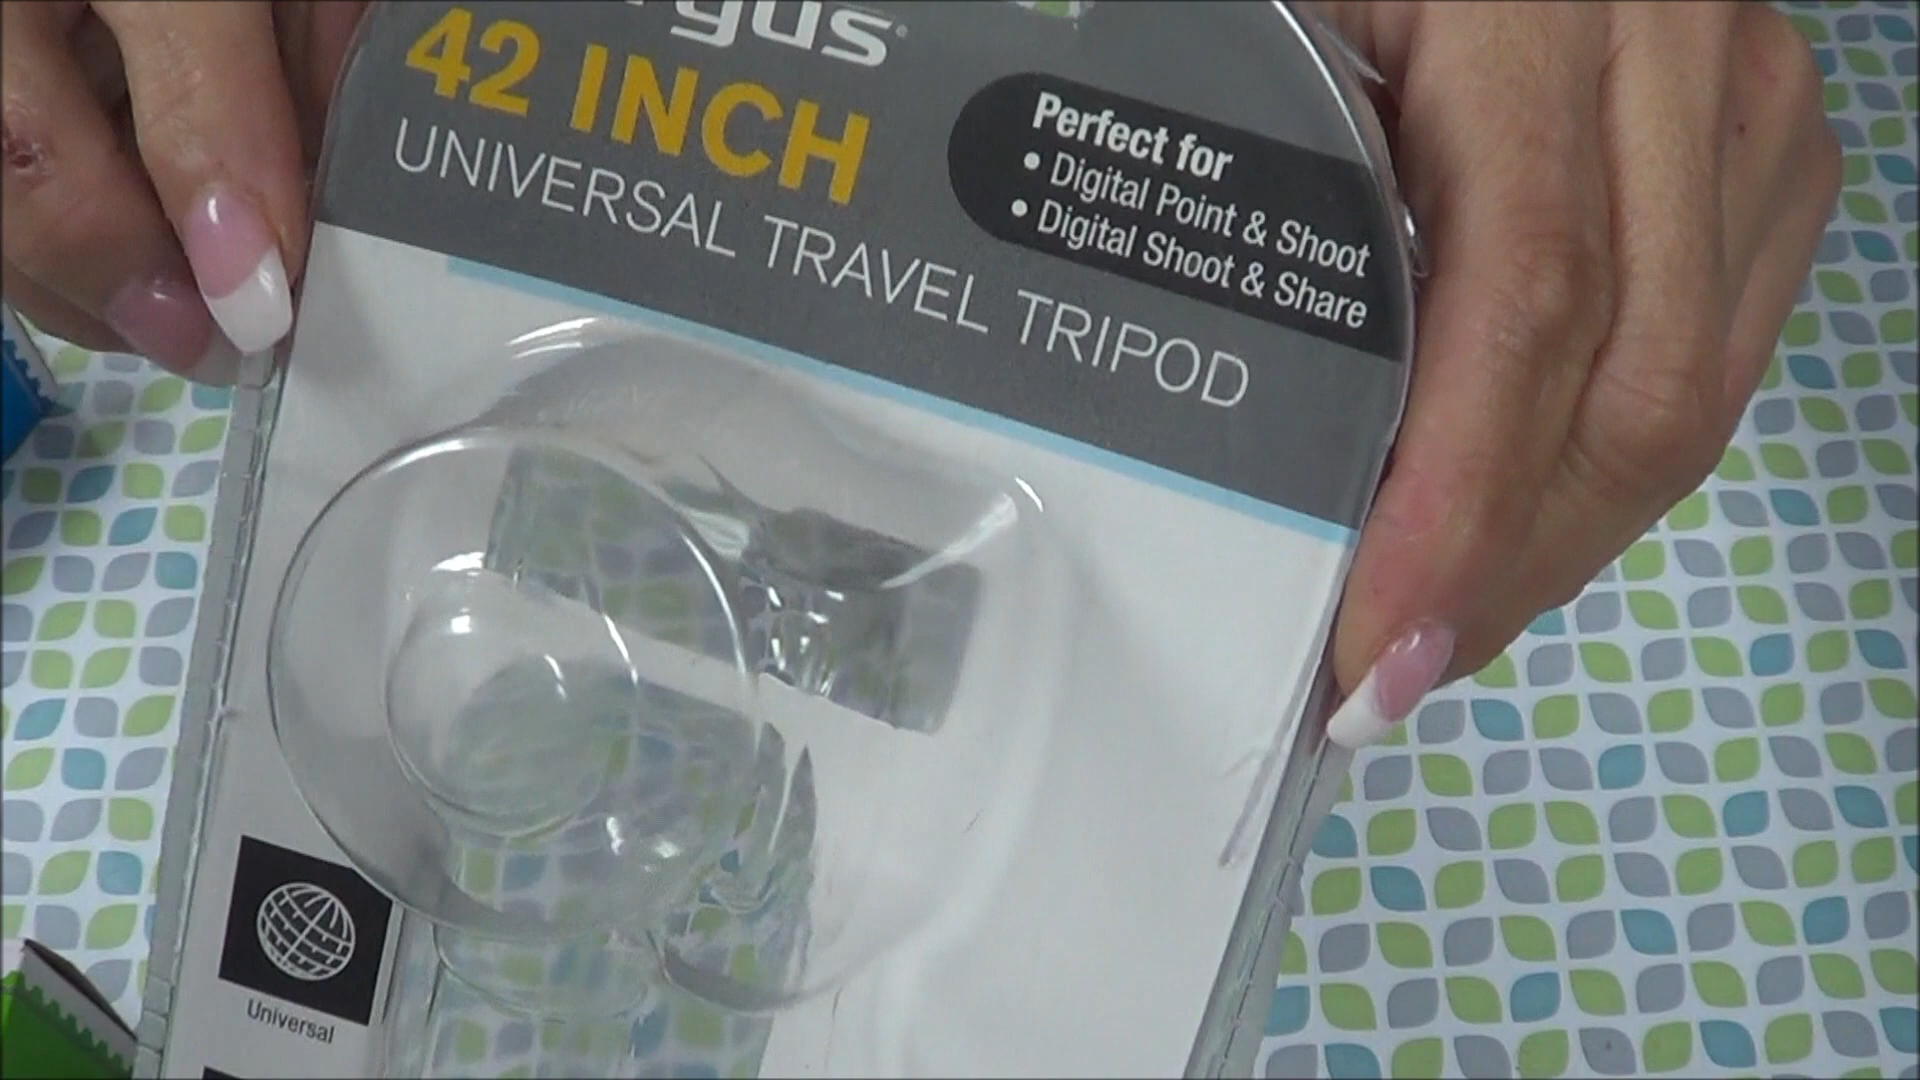 42 INCH
UNIVERSAL TRAVEL TRIPOD
Perfect for
• Digital Point & Shoot
• Digital Shoot & Share
Universal